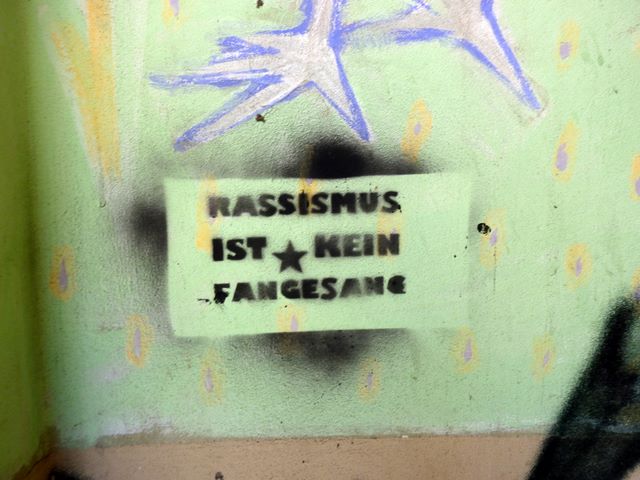 RASSISMUS
IST ★ KEIN
FANGESANG